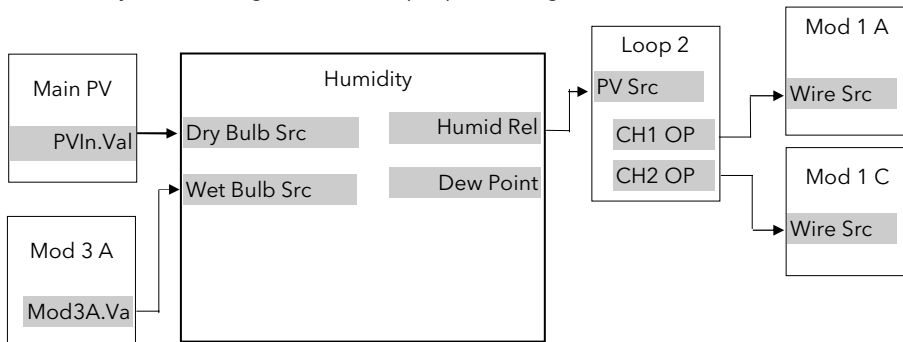 Main PV
PVIn.Val
Mod 3 A
Mod3A.Va
Humidity
Dry Bulb Src
Humid Rel
Wet Bulb Src
Dew Point
Loop 2
PV Src
CH1 OP
CH2 OP
Mod 1 A
Wire Src
Mod 1 C
Wire Src